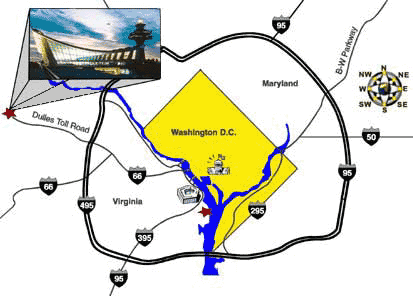 95
B-W Parkway
Maryland
NW N NE
W E
SW S SE
Dulles Toll Road
Washington D.C.
50
66
66
95
Virginia
495
295
395
95